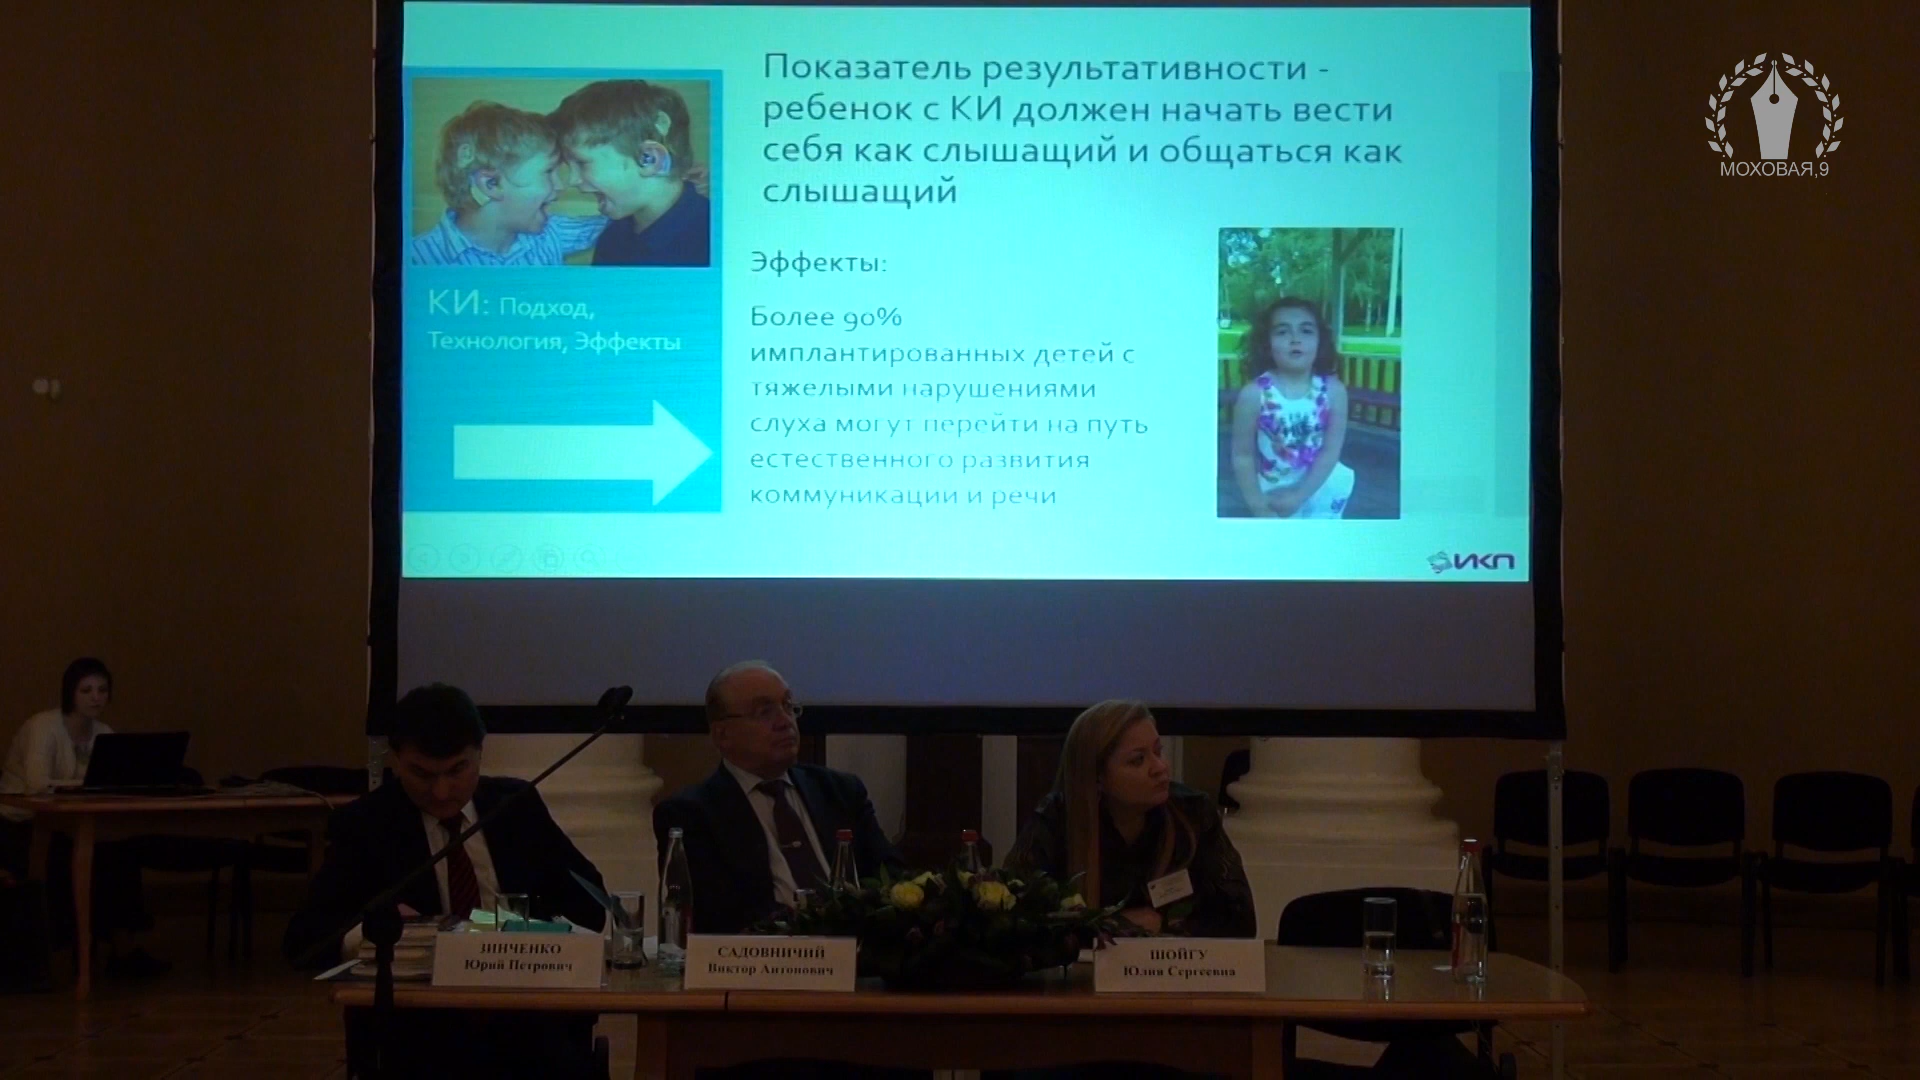 Показатель результативности -
ребенок с КИ должен начать вести
себя как слышащий и общаться как
слышащий
МОХОВАЯ,9
КИ: Подход,
Технология, Эффекты
Эффекты:
Более 90%
имплантированных детей с
тяжелыми нарушениями
слуха могут перейти на путь
естественного развития
коммуникации и речи
ИКП
ЗИНЧЕНКО
Юрий Петрович
САДОВНИЧИЙ
Виктор Антонович
ШОЙГУ
Юлия Сергеевна